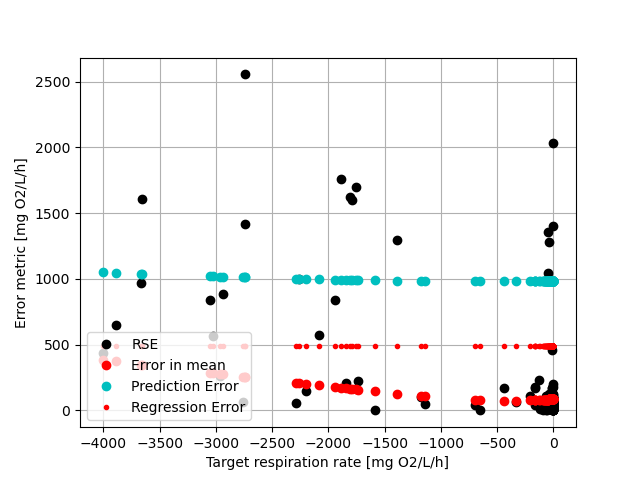 2500
2000
1500
1000
500
0
Error metric [mg O2/L/h]
RSE
Error in mean
Prediction Error
Regression Error
−4000 −3500 −3000 −2500 −2000 −1500 −1000 −500 0
Target respiration rate [mg O2/L/h]